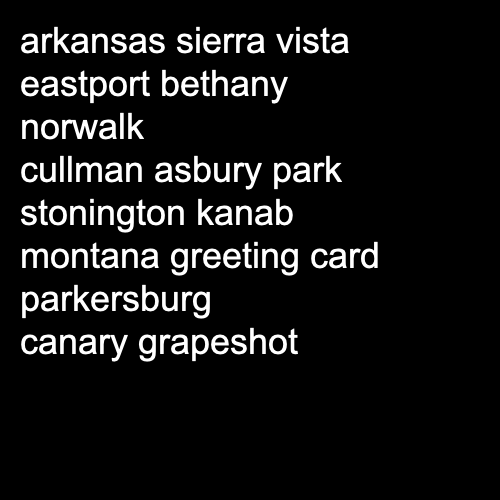 arkansas sierra vista
eastport bethany
norwalk
cullman asbury park
stonington kanab
montana greeting card
parkersburg
canary grapeshot